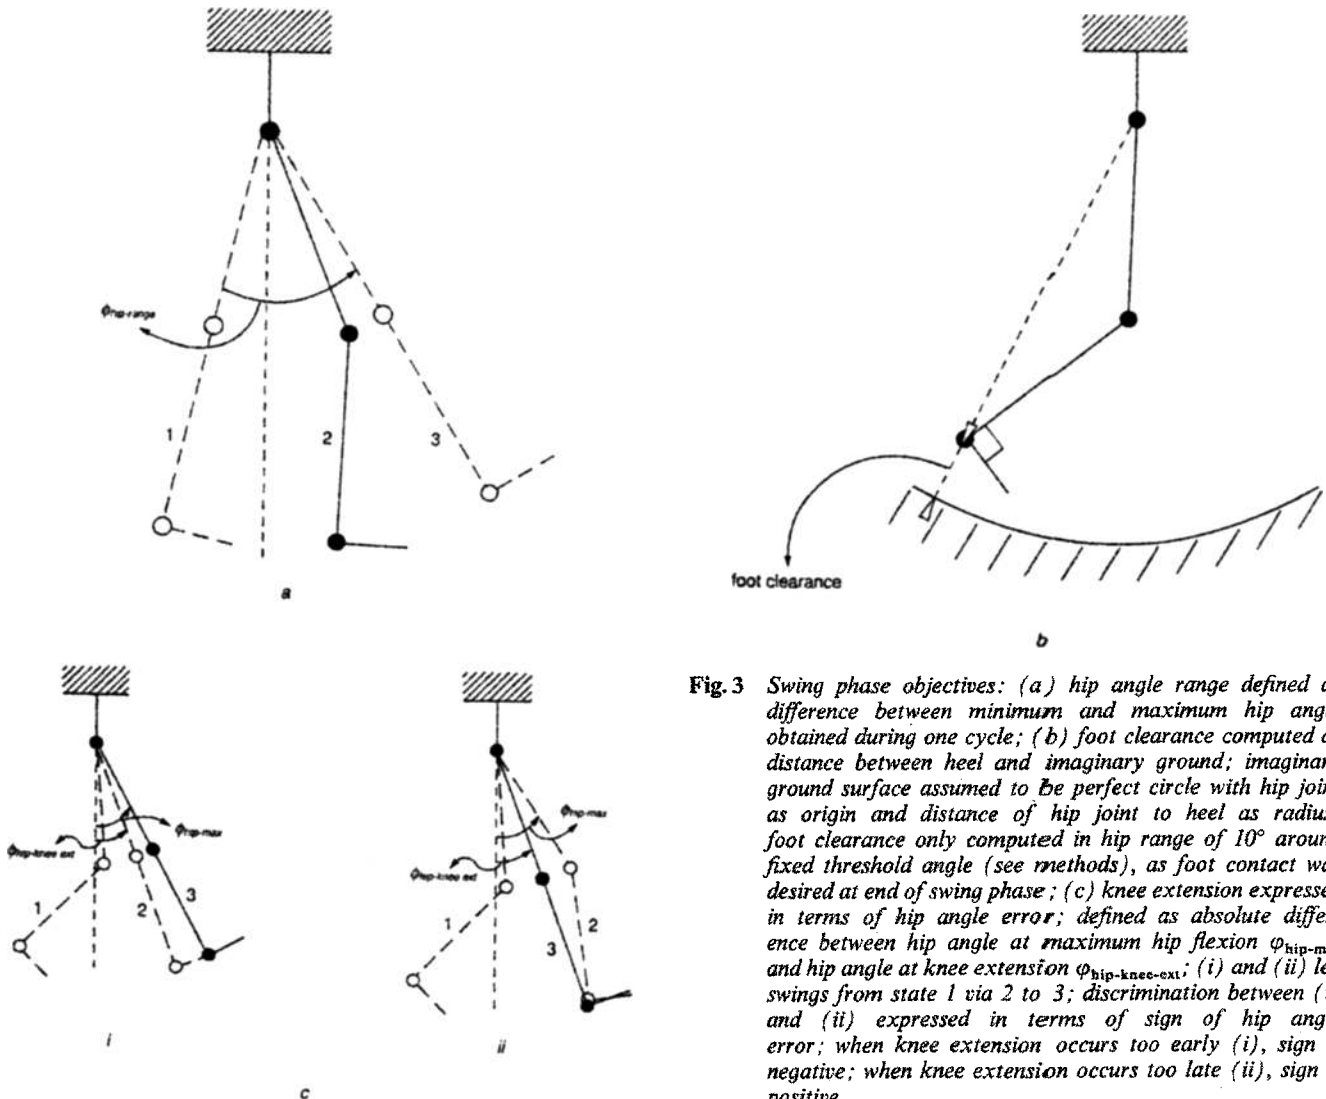 ϕhip-range
1
2
3
a
foot clearance
b
ϕhip-max
ϕhip-knee ext
1
2
3
i
ϕhip-max
ϕhip-knee ext
1
2
3
ii
c
Fig. 3 Swing phase objectives: (a) hip angle range defined a
difference between minimum and maximum hip ang
obtained during one cycle; (b) foot clearance computed a
distance between heel and imaginary ground; imaginar
ground surface assumed to be perfect circle with hip join
as origin and distance of hip joint to heel as radiu
foot clearance only computed in hip range of 10° aroun
fixed threshold angle (see methods), as foot contact wa
desired at end of swing phase; (c) knee extension expresse
in terms of hip angle error; defined as absolute differ
ence between hip angle at maximum hip flexion φhip-m
and hip angle at knee extension φhip-knee-ext; (i) and (ii) le
swings from state 1 via 2 to 3; discrimination between (
and (ii) expressed in terms of sign of hip ang
error; when knee extension occurs too early (i), sign
negative; when knee extension occurs too late (ii), sign
positive